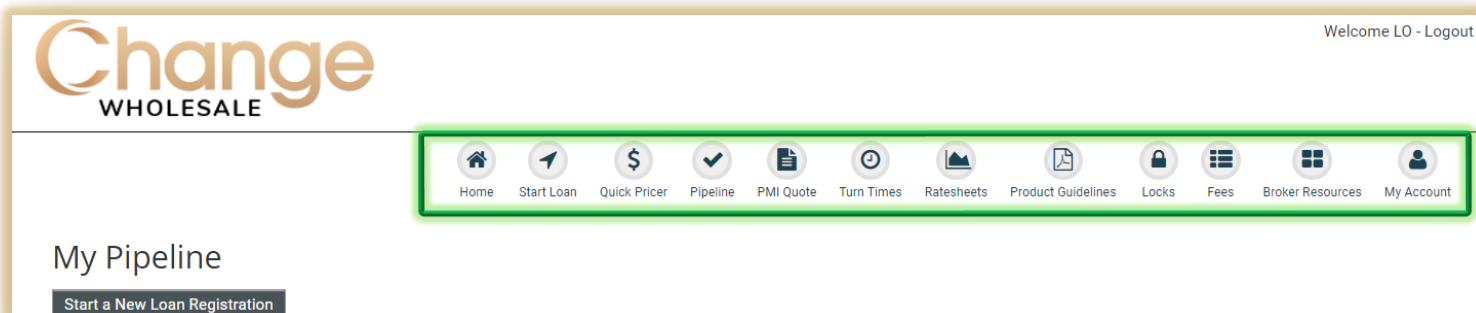 Welcome LO - Logout
Change
WHOLESALE
Home Start Loan Quick Pricer Pipeline PMI Quote Turn Times Ratesheets Product Guidelines Locks Fees Broker Resources My Account
My Pipeline
Start a New Loan Registration